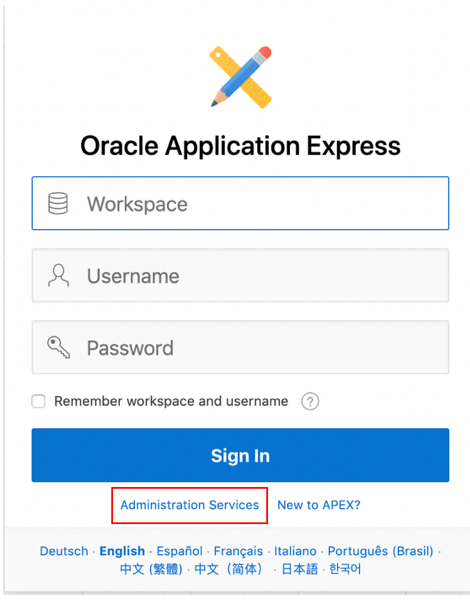 Oracle Application Express
Workspace
Username
Password
Remember workspace and username ?
Sign In
Administration Services New to APEX?
Deutsch · English · Español · Français · Italiano · Português (Brasil) ·
中文 (繁體) · 中文（简体） · 日本語 · 한국어